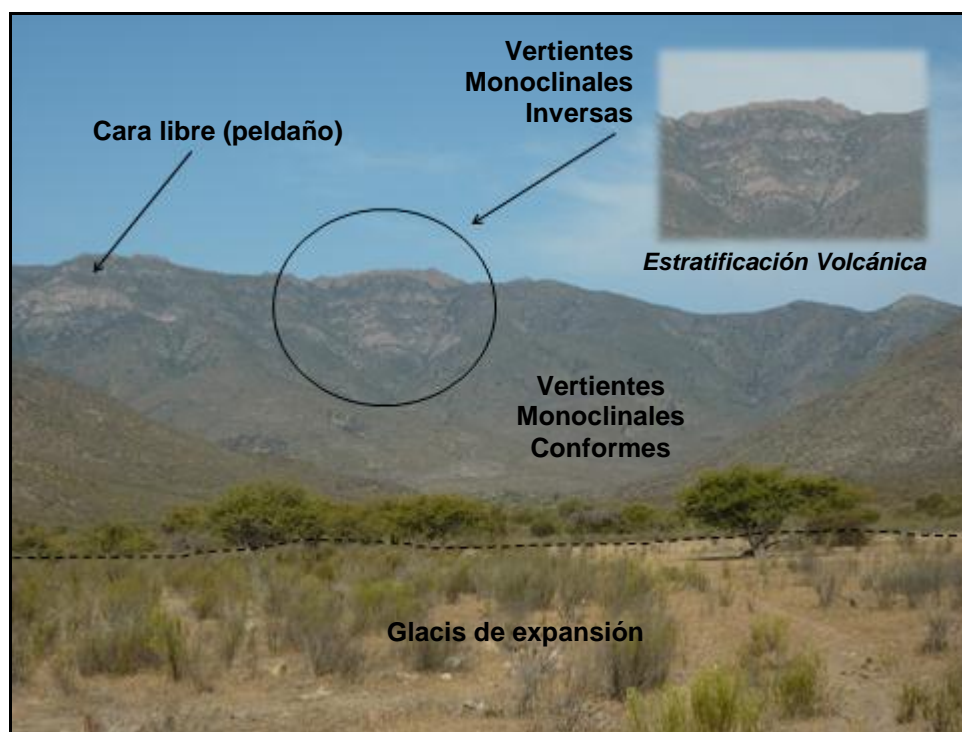 Vertientes
Monoclinales
Inversas
Cara libre (peldaño)
Estratificación Volcánica
Vertientes
Monoclinales
Conformes
Glacis de expansión